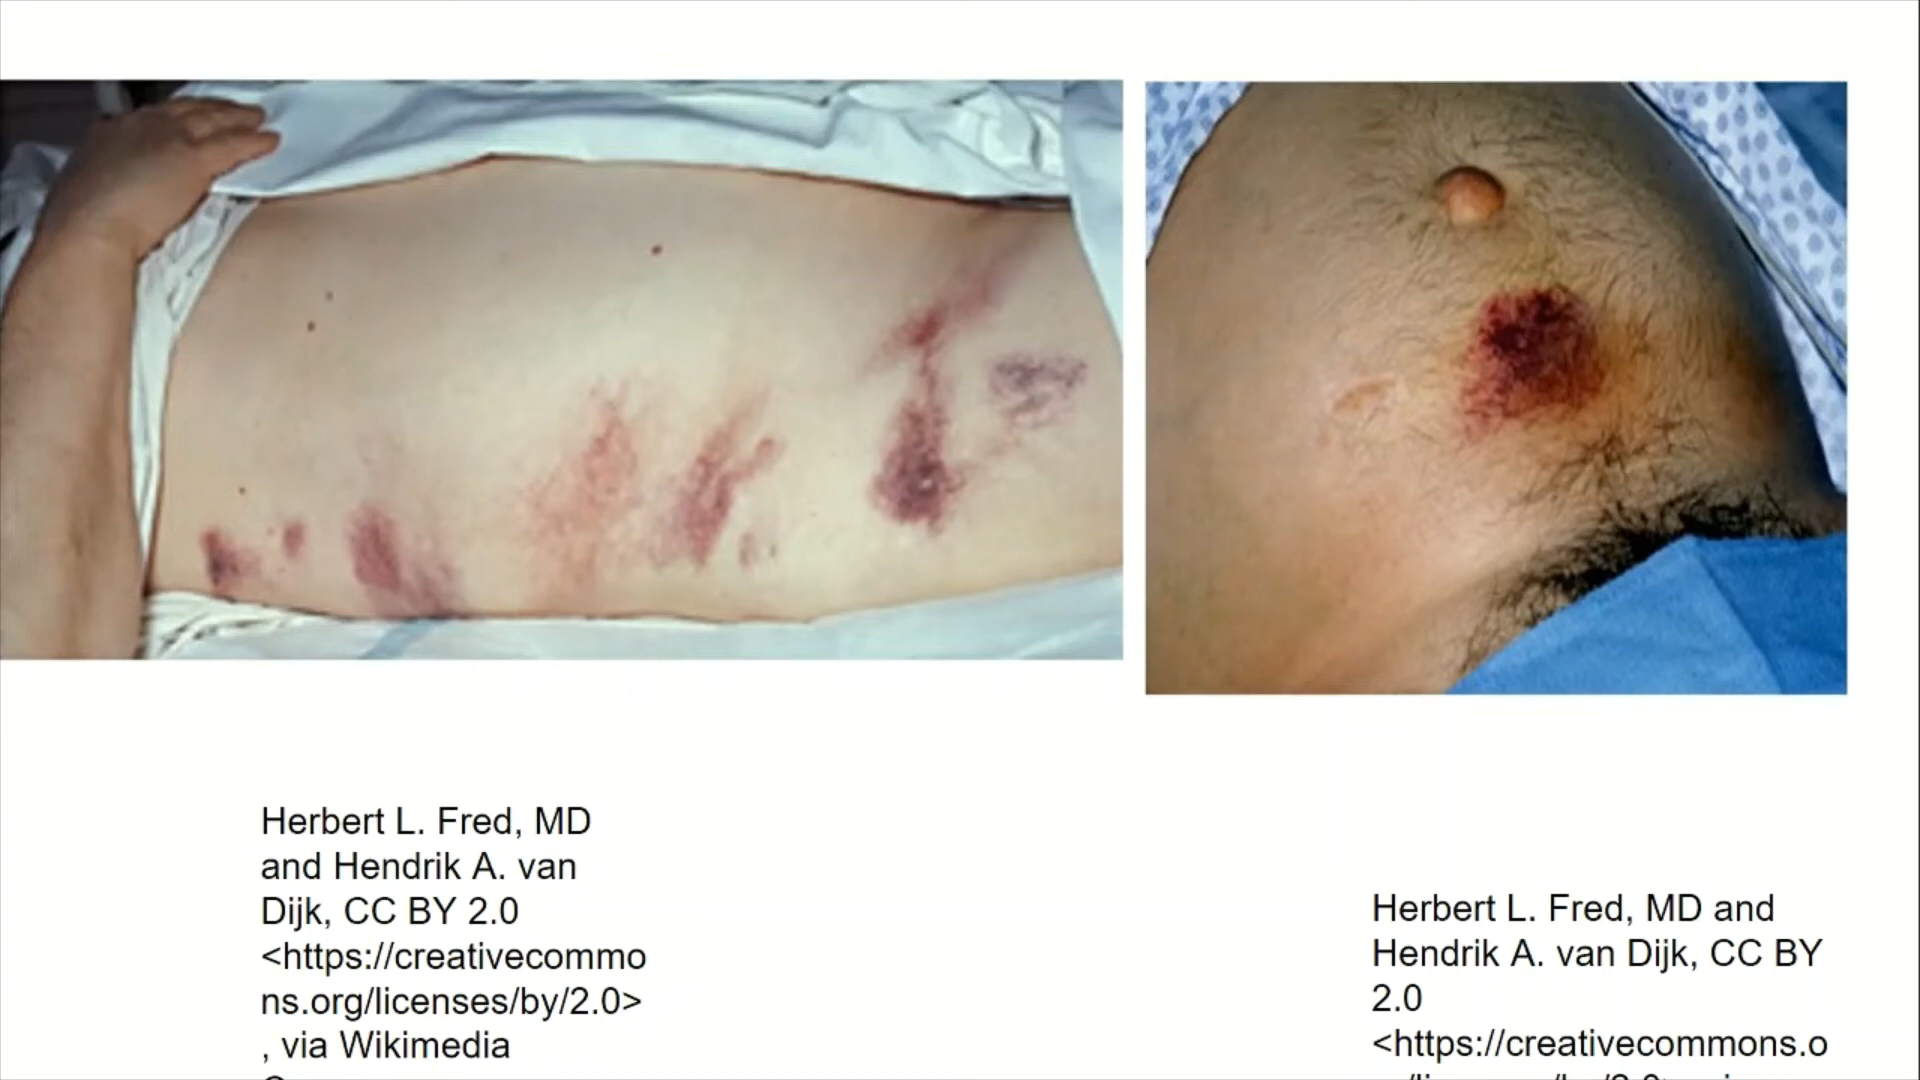 Herbert L. Fred, MD
and Hendrik A. van
Dijk, CC BY 2.0
<https://creativecommo
ns.org/licenses/by/2.0>
, via Wikimedia
Herbert L. Fred, MD and
Hendrik A. van Dijk, CC BY
2.0
<https://creativecommons.o